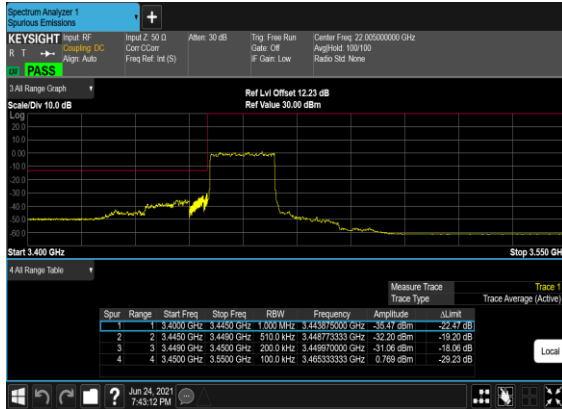 Spectrum Analyzer 1
Spurious Emissions
+
KEYSIGHT Input: RF Input Z: 50 Ω Atten: 30 dB Trig: Free Run Center Freq: 22.005000000 GHz
R T Coupling: DC Corr CCorr Gate: Off Avg|Hold: 100/100
Align: Auto Freq Ref: Int (S) IF Gain: Low Radio Std: None
PASS
3 All Range Graph
Ref Lvl Offset 12.23 dB
Scale/Div 10.0 dB Ref Value 30.00 dBm
Log
20.0
10.0
0.00
-10.0
-20.0
-30.0
-40.0
-50.0
-60.0
Start 3.400 GHz Stop 3.550 GH
4 All Range Table
Measure Trace Trace 1
Trace Type Trace Average (Active)
Spur Range Start Freq Stop Freq RBW Frequency Amplitude ΔLimit
1 1 3.4000 GHz 3.4450 GHz 1.000 MHz 3.443875000 GHz -35.47 dBm -22.47 dB
2 2 3.4450 GHz 3.4490 GHz 510.0 kHz 3.448773333 GHz -32.20 dBm -19.20 dB
3 3 3.4490 GHz 3.4500 GHz 200.0 kHz 3.449970000 GHz -31.06 dBm -18.06 dB
4 4 3.4500 GHz 3.5500 GHz 100.0 kHz 3.465333333 GHz 0.769 dBm -29.23 dB
Local
? Jun 24, 2021
7:43:12 PM